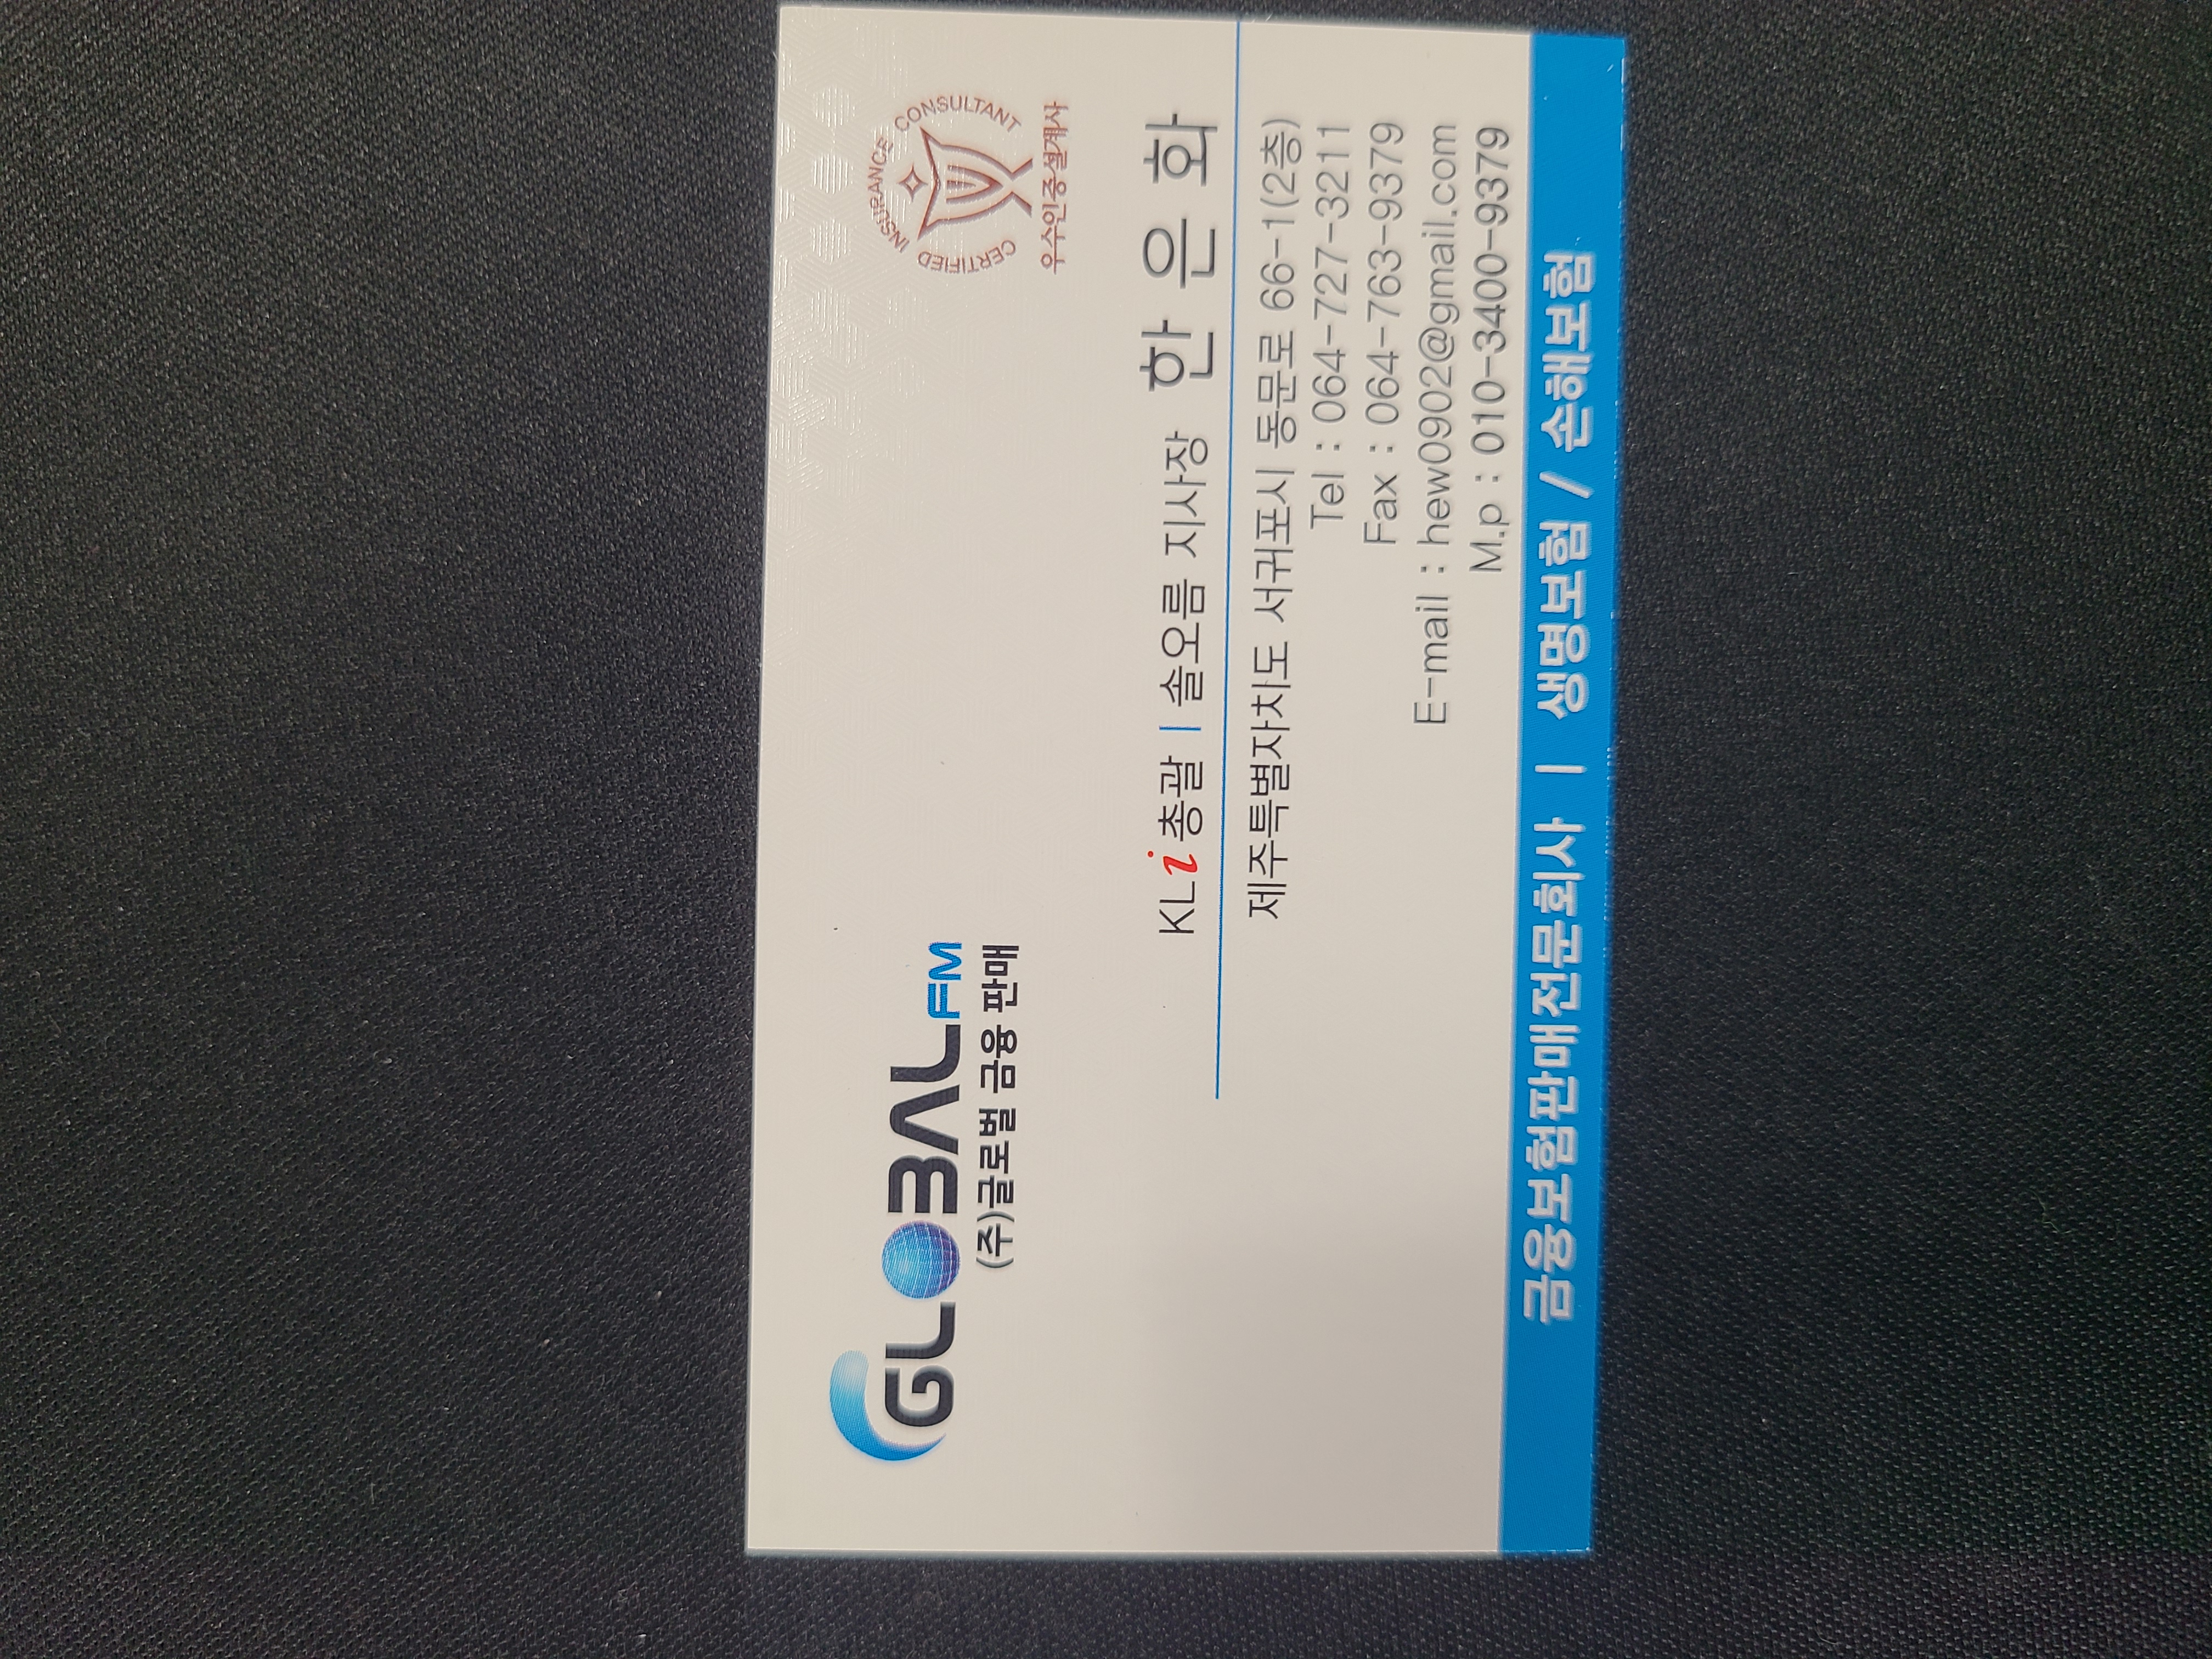 GLOBAL FM
(주)글로벌 금융 판매
CERTIFIED INSURANCE CONSULTANT
우수인증설계사
KLi총괄 | 솔오름 지사장 한은화
제주특별자치도 서귀포시 동문로 66-1(2층)
Tel : 064-727-3211
Fax : 064-763-9379
E-mail : hew0902@gmail.com
M.p : 010-3400-9379
금융보험판매전문회사 | 생명보험 / 손해보험